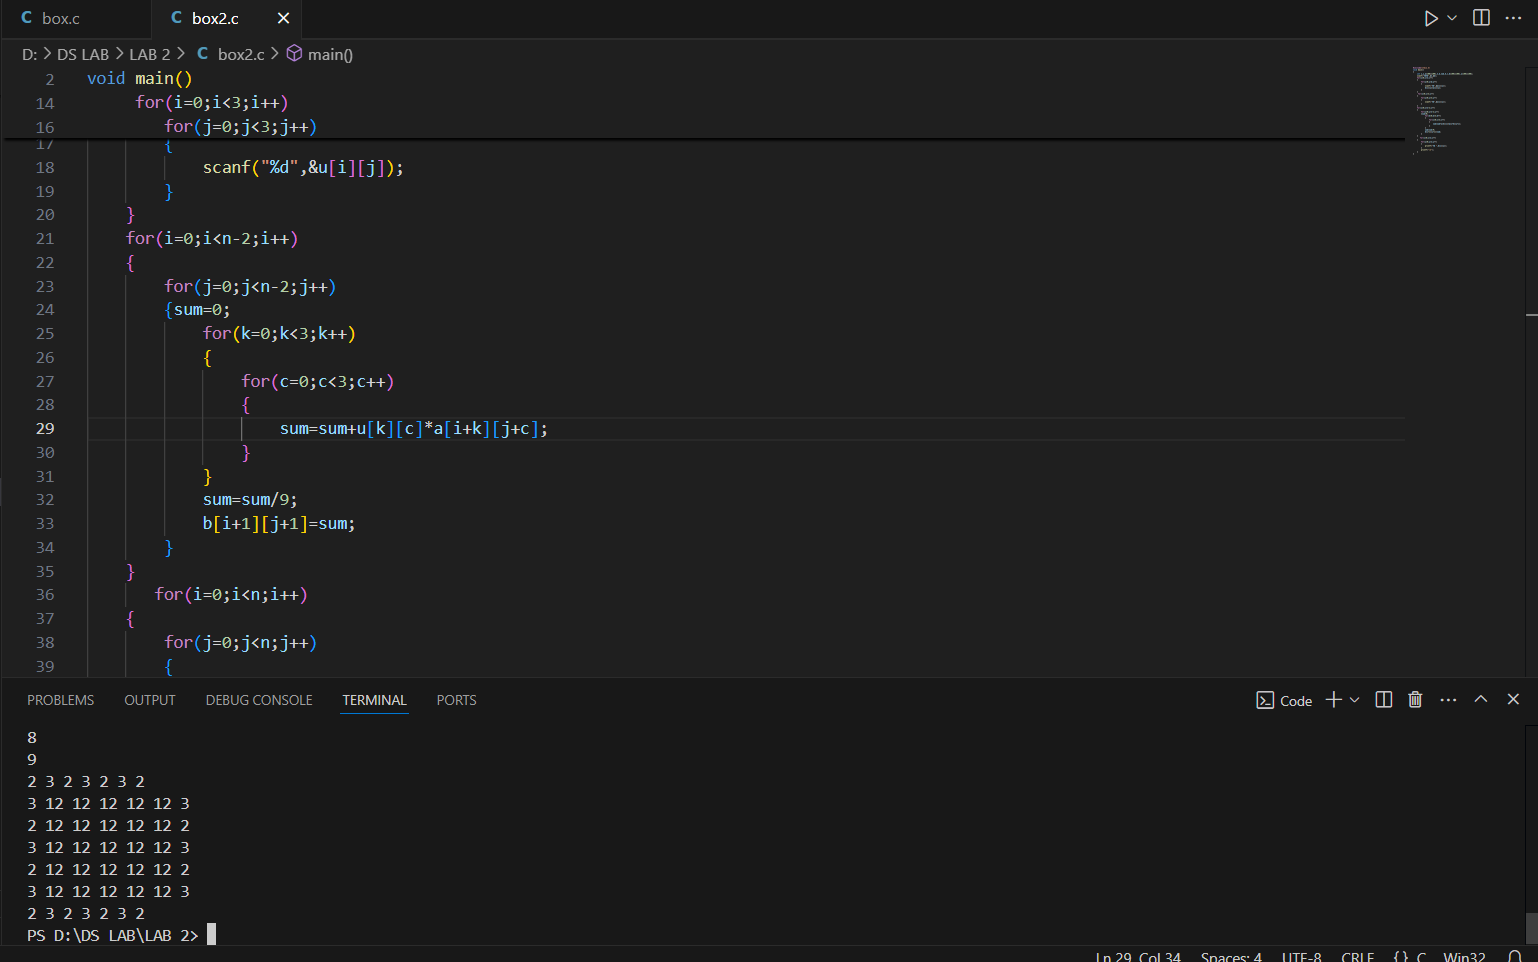 C box.c C box2.c ×
D: > DS LAB > LAB 2 > C box2.c > main()
2 void main()
14 for(i=0;i<3;i++)
16 for(j=0;j<3;j++)
17 {
18 scanf("%d",&u[i][j]);
19 }
20 }
21 for(i=0;i<n-2;i++)
22 {
23 for(j=0;j<n-2;j++)
24 {sum=0;
25 for(k=0;k<3;k++)
26 {
27 for(c=0;c<3;c++)
28 {
29 sum=sum+u[k][c]*a[i+k][j+c];
30 }
31 }
32 sum=sum/9;
33 b[i+1][j+1]=sum;
34 }
35 }
36 for(i=0;i<n;i++)
37 {
38 for(j=0;j<n;j++)
39 {
PROBLEMS OUTPUT DEBUG CONSOLE TERMINAL PORTS Code
8
9
2 3 2 3 2 3 2
3 12 12 12 12 12 3
2 12 12 12 12 12 2
3 12 12 12 12 12 3
2 12 12 12 12 12 2
3 12 12 12 12 12 3
2 3 2 3 2 3 2
PS D:\DS LAB\LAB 2>
Ln 29, Col 34 Spaces: 4 UTF-8 CRLF {} C Win32